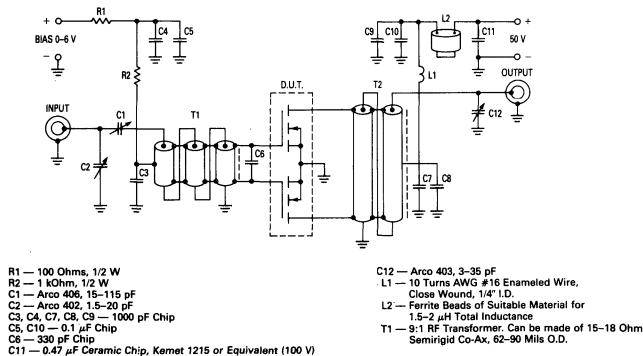 R1
C4
C5
BIAS 0–6 V
R2
INPUT
C1
T1
C2
C3
C6
D.U.T.
T2
C9
C10
L2
C11
50 V
L1
OUTPUT
C12
C7
C8
R1 — 100 Ohms, 1/2 W
R2 — 1 kOhm, 1/2 W
C1 — Arco 406, 15–115 pF
C2 — Arco 402, 1.5–20 pF
C3, C4, C7, C8, C9 — 1000 pF Chip
C5, C10 — 0.1 μF Chip
C6 — 330 pF Chip
C11 — 0.47 μF Ceramic Chip, Kemet 1215 or Equivalent (100 V)
C12 — Arco 403, 3–35 pF
L1 — 10 Turns AWG #16 Enameled Wire,
Close Wound, 1/4" I.D.
L2 — Ferrite Beads of Suitable Material for
1.5–2 μH Total Inductance
T1 — 9:1 RF Transformer. Can be made of 15–18 Ohm
Semirigid Co-Ax, 62–90 Mils O.D.